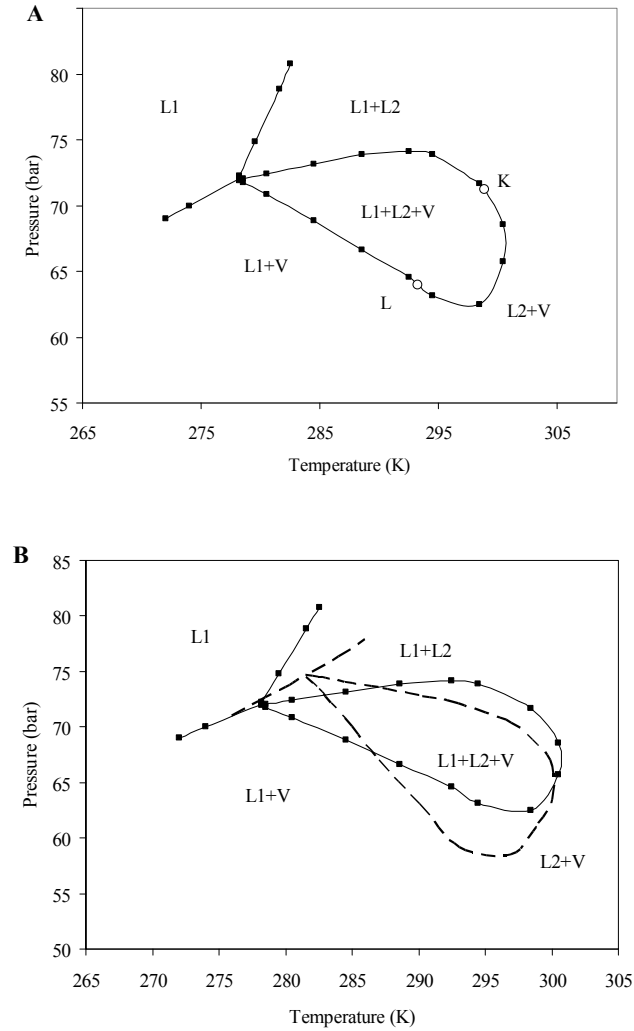 A
80
75
70
65
60
55
Pressure (bar)
L1
L1+L2
K
L1+L2+V
L1+V
L
L2+V
265
275
285
295
305
Temperature (K)
B
85
80
75
70
65
60
55
50
Pressure (bar)
L1
L1+L2
L1+L2+V
L1+V
L2+V
265
270
275
280
285
290
295
300
305
Temperature (K)